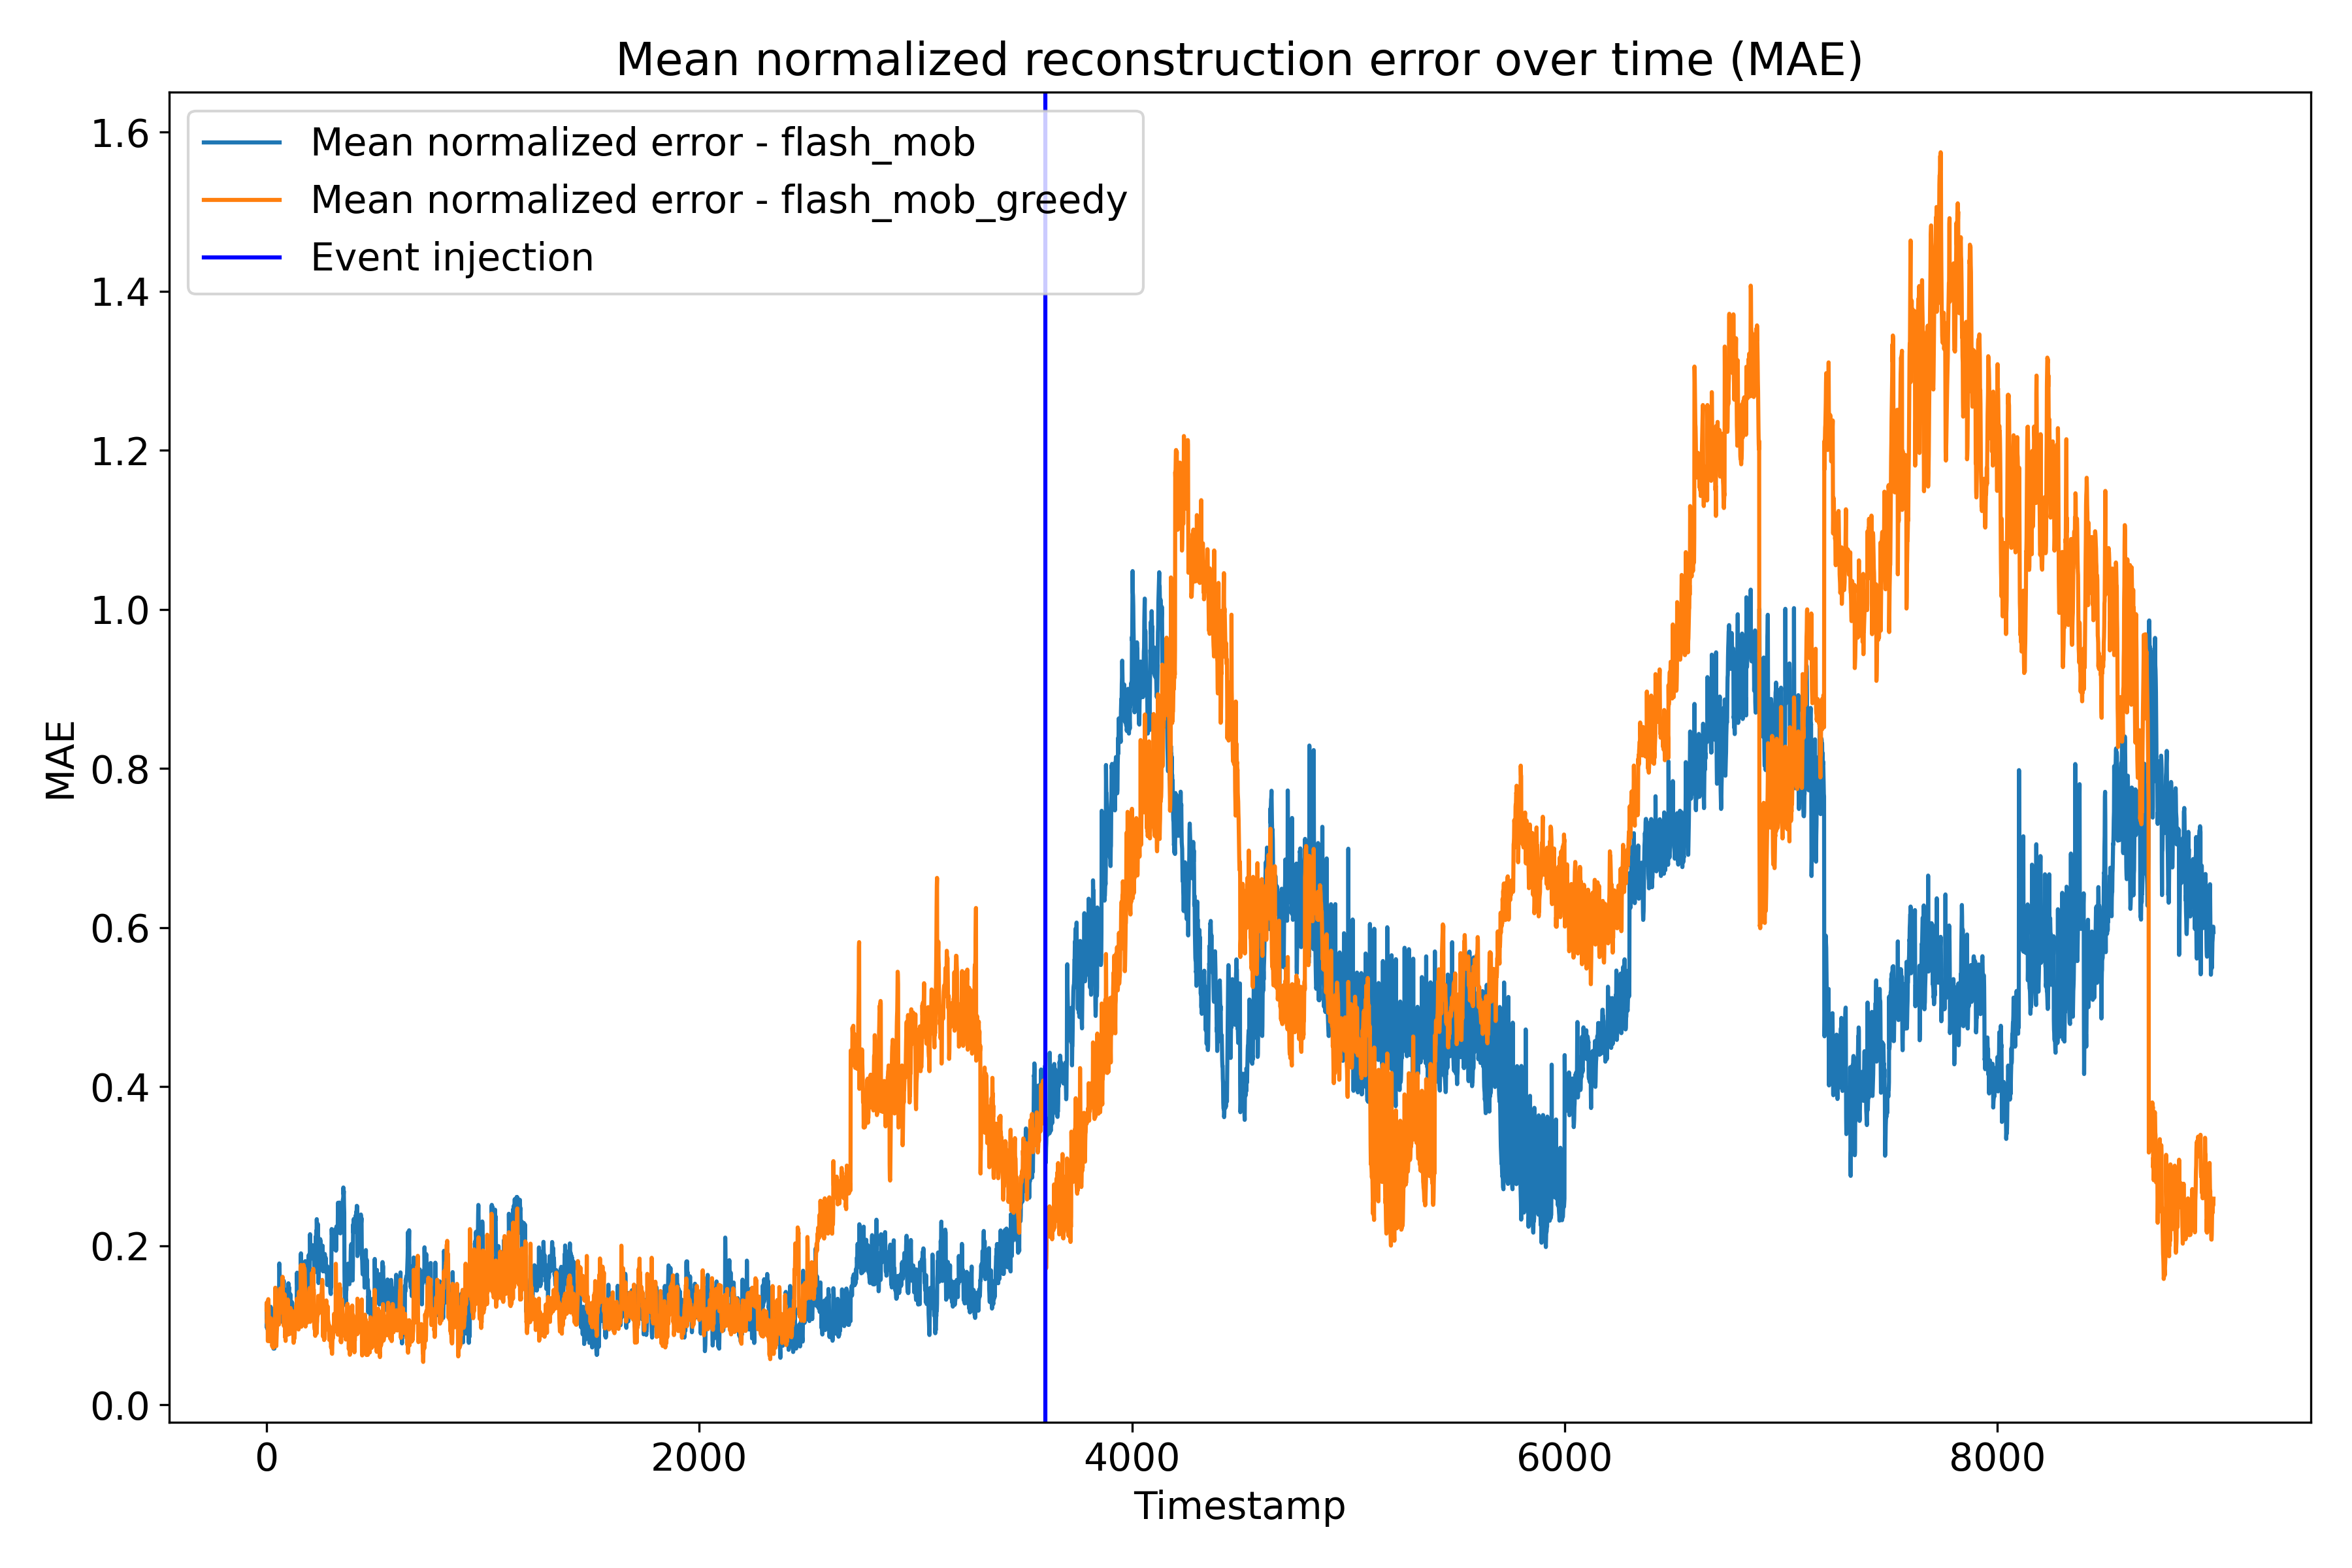 Mean normalized reconstruction error over time (MAE)
Mean normalized error - flash_mob
Mean normalized error - flash_mob_greedy
Event injection
1.6
1.4
1.2
1.0
0.8
0.6
0.4
0.2
0.0
MAE
0 2000 4000 6000 8000
Timestamp